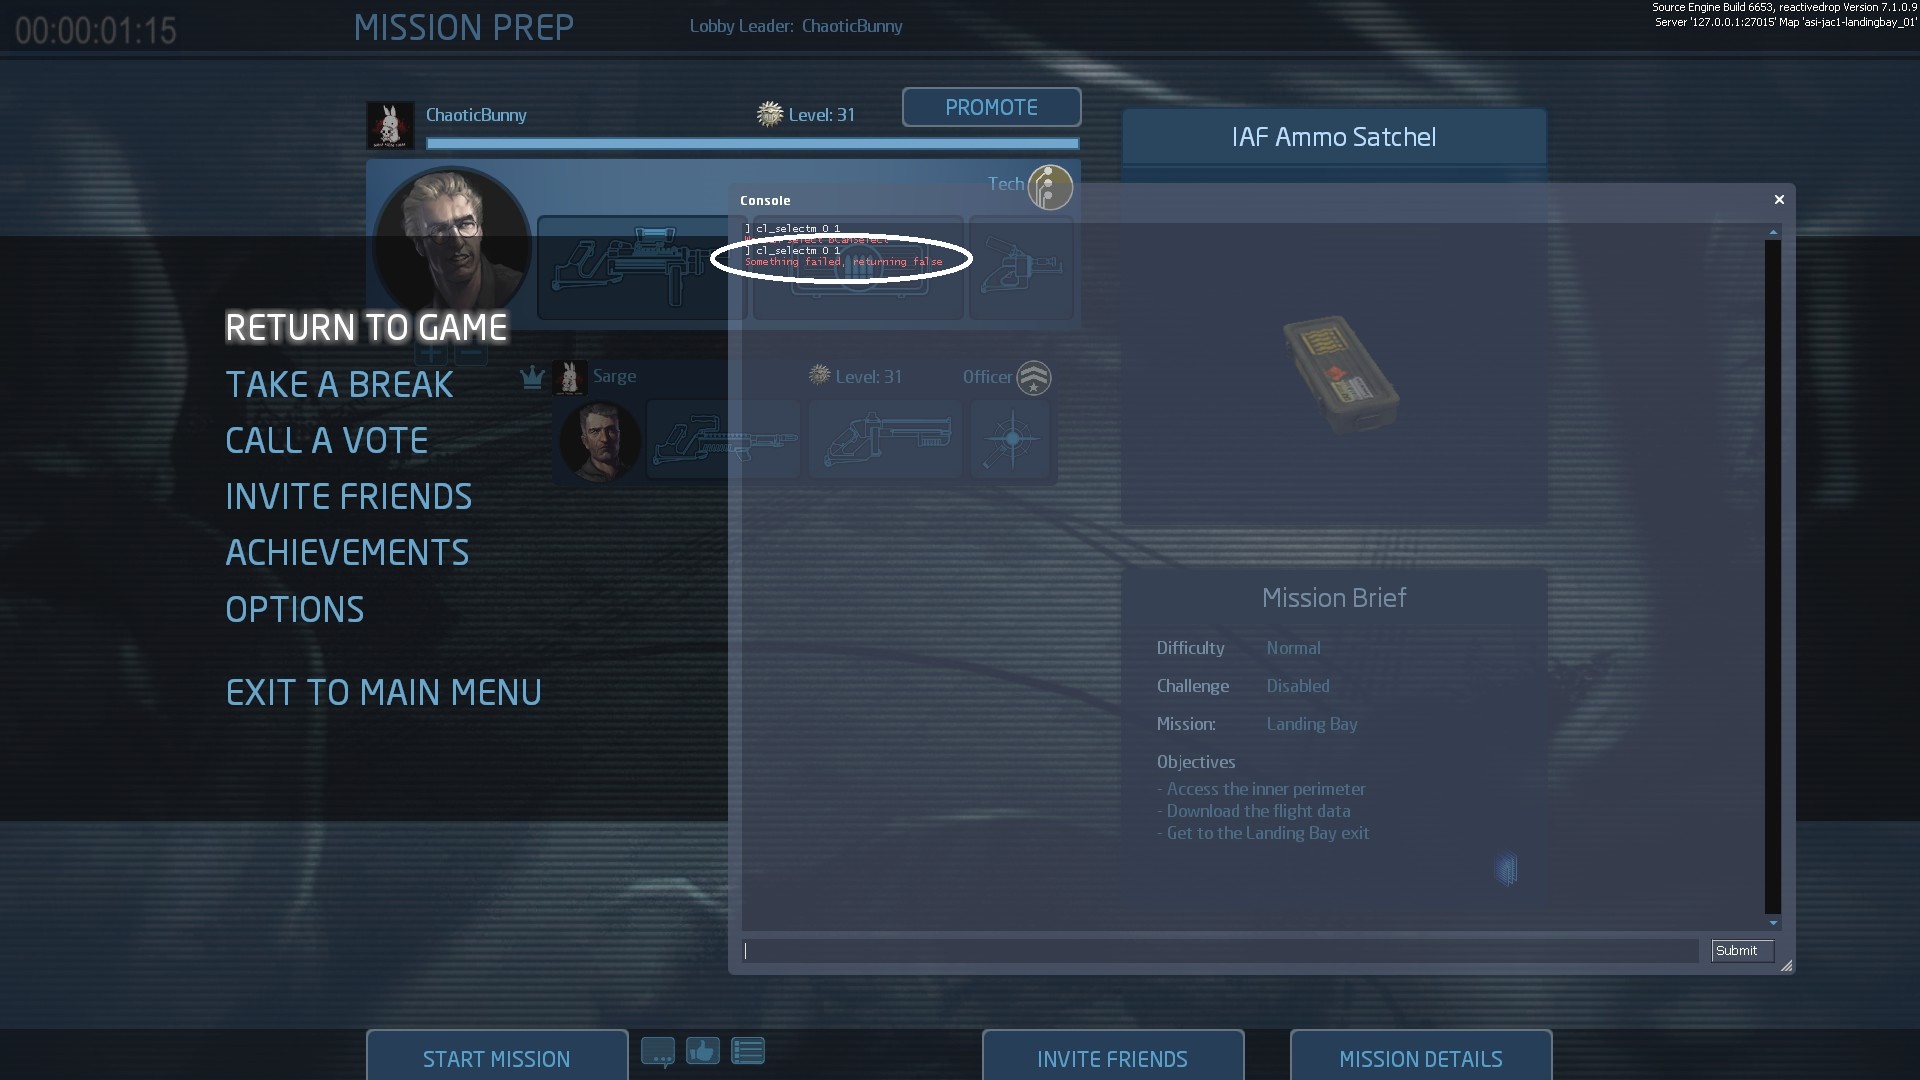 00:00:01:15
MISSION PREP
Lobby Leader: ChaoticBunny
Source Engine Build 6653, reactivedrop Version 7.1.0.9
Server '127.0.0.1:27015' Map 'asi-jac1-landingbay_01'
ChaoticBunny
Level: 31
PROMOTE
IAF Ammo Satchel
Tech
Console
] cl_selectm 0 1
select bCanSelect
] cl_selectm 0 1
Something failed, returning false
RETURN TO GAME
TAKE A BREAK
CALL A VOTE
INVITE FRIENDS
ACHIEVEMENTS
OPTIONS
EXIT TO MAIN MENU
Sarge
Level: 31
Officer
Mission Brief
Difficulty Normal
Challenge Disabled
Mission: Landing Bay
Objectives
- Access the inner perimeter
- Download the flight data
- Get to the Landing Bay exit
Submit
START MISSION
INVITE FRIENDS
MISSION DETAILS